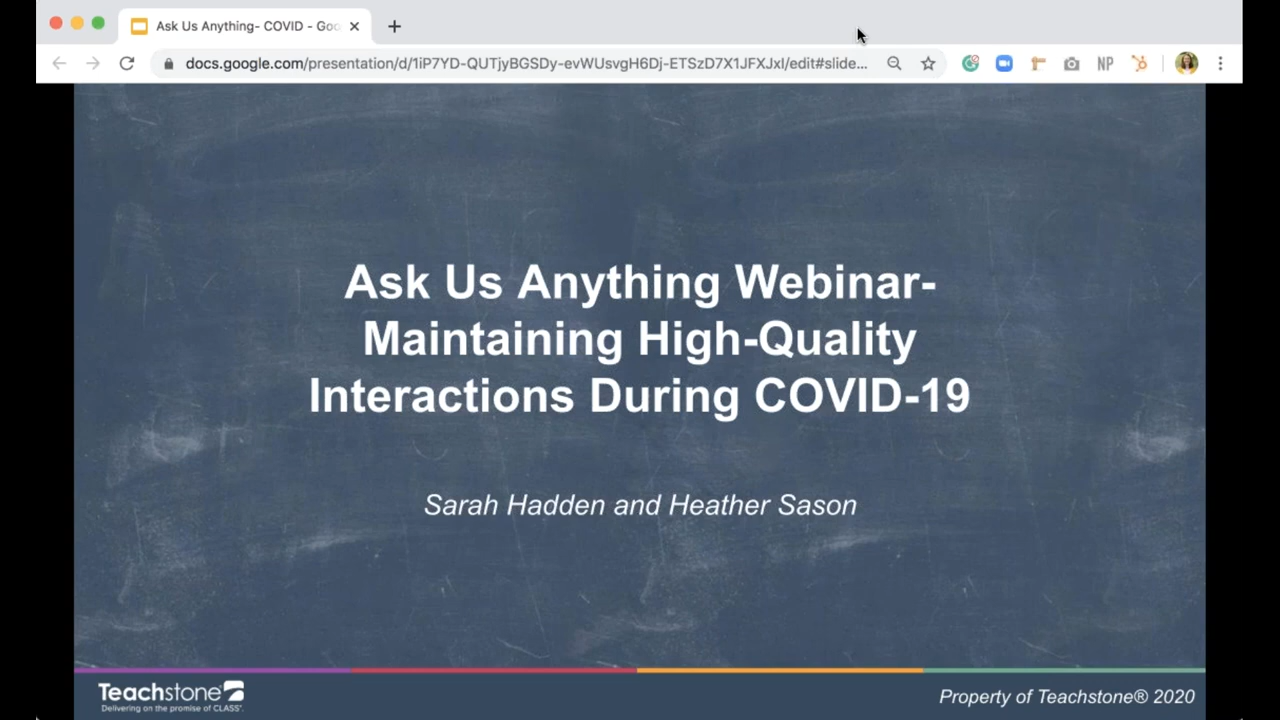 Ask Us Anything- COVID - Goo
docs.google.com/presentation/d/1iP7YD-QUTjyBGSDy-evWUsvgH6Dj-ETSzD7X1JFXJxI/edit#slide...
NP
Ask Us Anything Webinar-
Maintaining High-Quality
Interactions During COVID-19
Sarah Hadden and Heather Sason
Teachstone®
Delivering on the promise of CLASS®.
Property of Teachstone® 2020